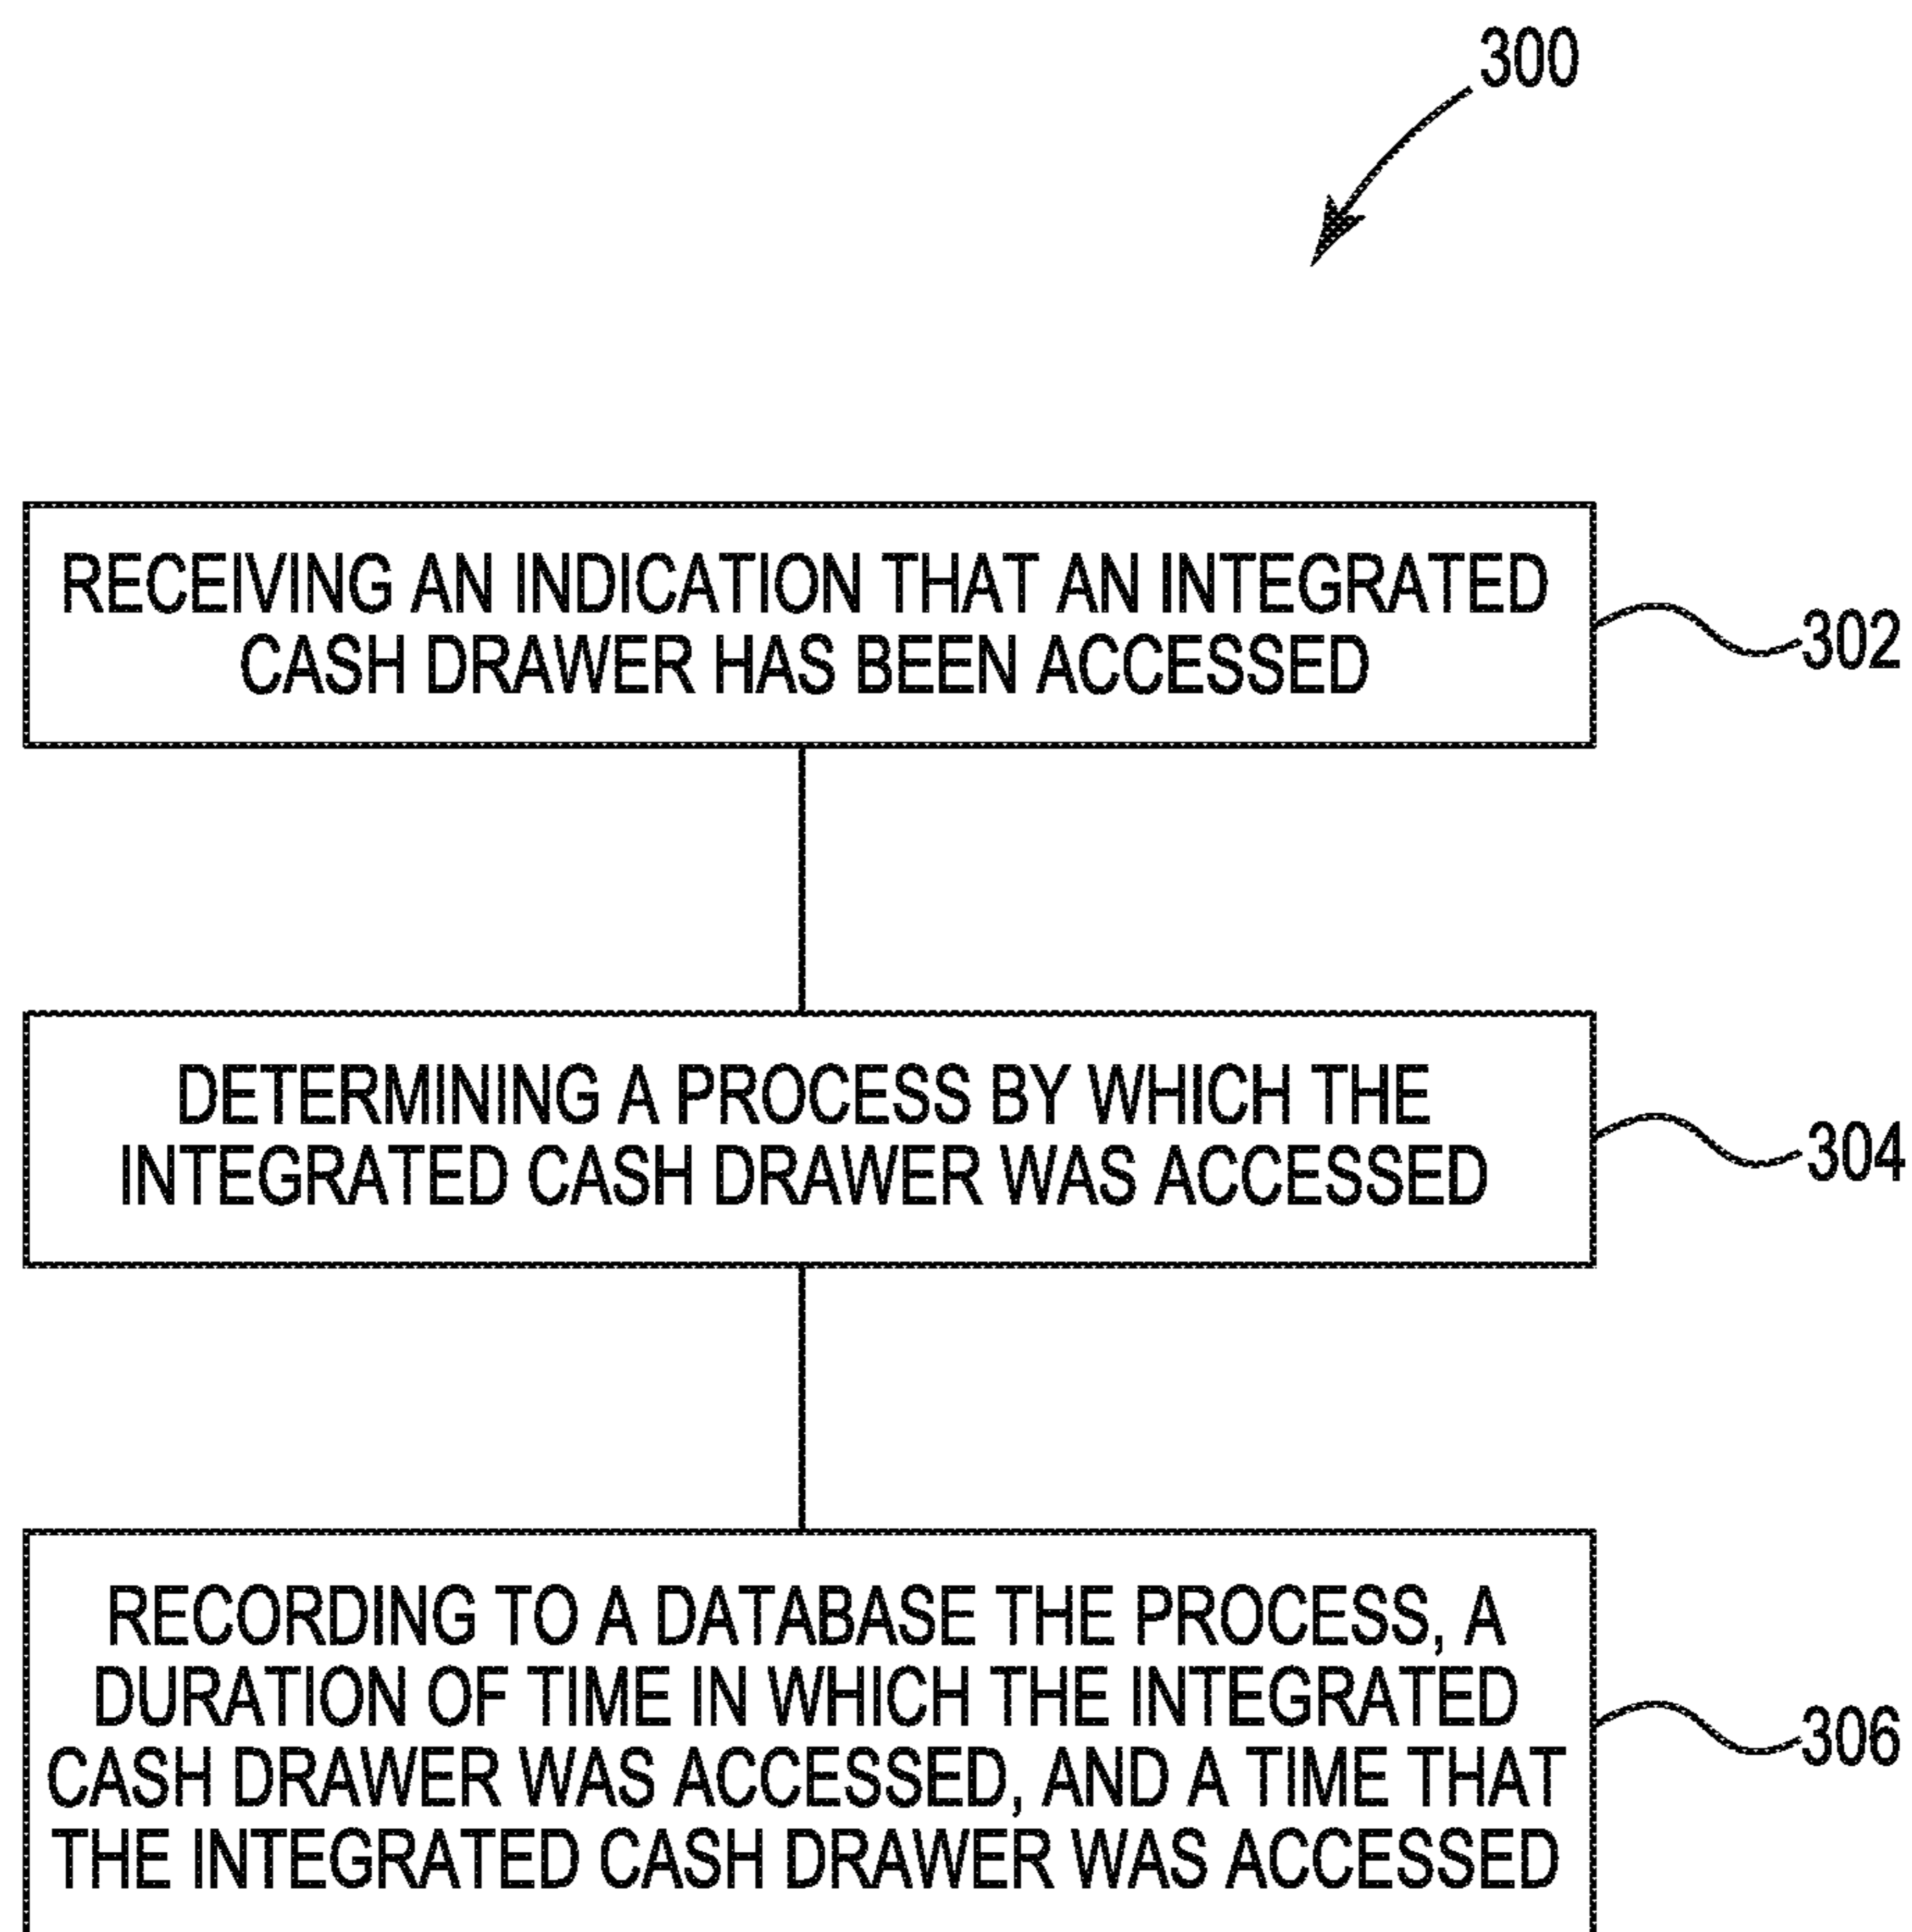 300
RECEIVING AN INDICATION THAT AN INTEGRATED
CASH DRAWER HAS BEEN ACCESSED
302
DETERMINING A PROCESS BY WHICH THE
INTEGRATED CASH DRAWER WAS ACCESSED
304
RECORDING TO A DATABASE THE PROCESS, A
DURATION OF TIME IN WHICH THE INTEGRATED
CASH DRAWER WAS ACCESSED, AND A TIME THAT
THE INTEGRATED CASH DRAWER WAS ACCESSED
306